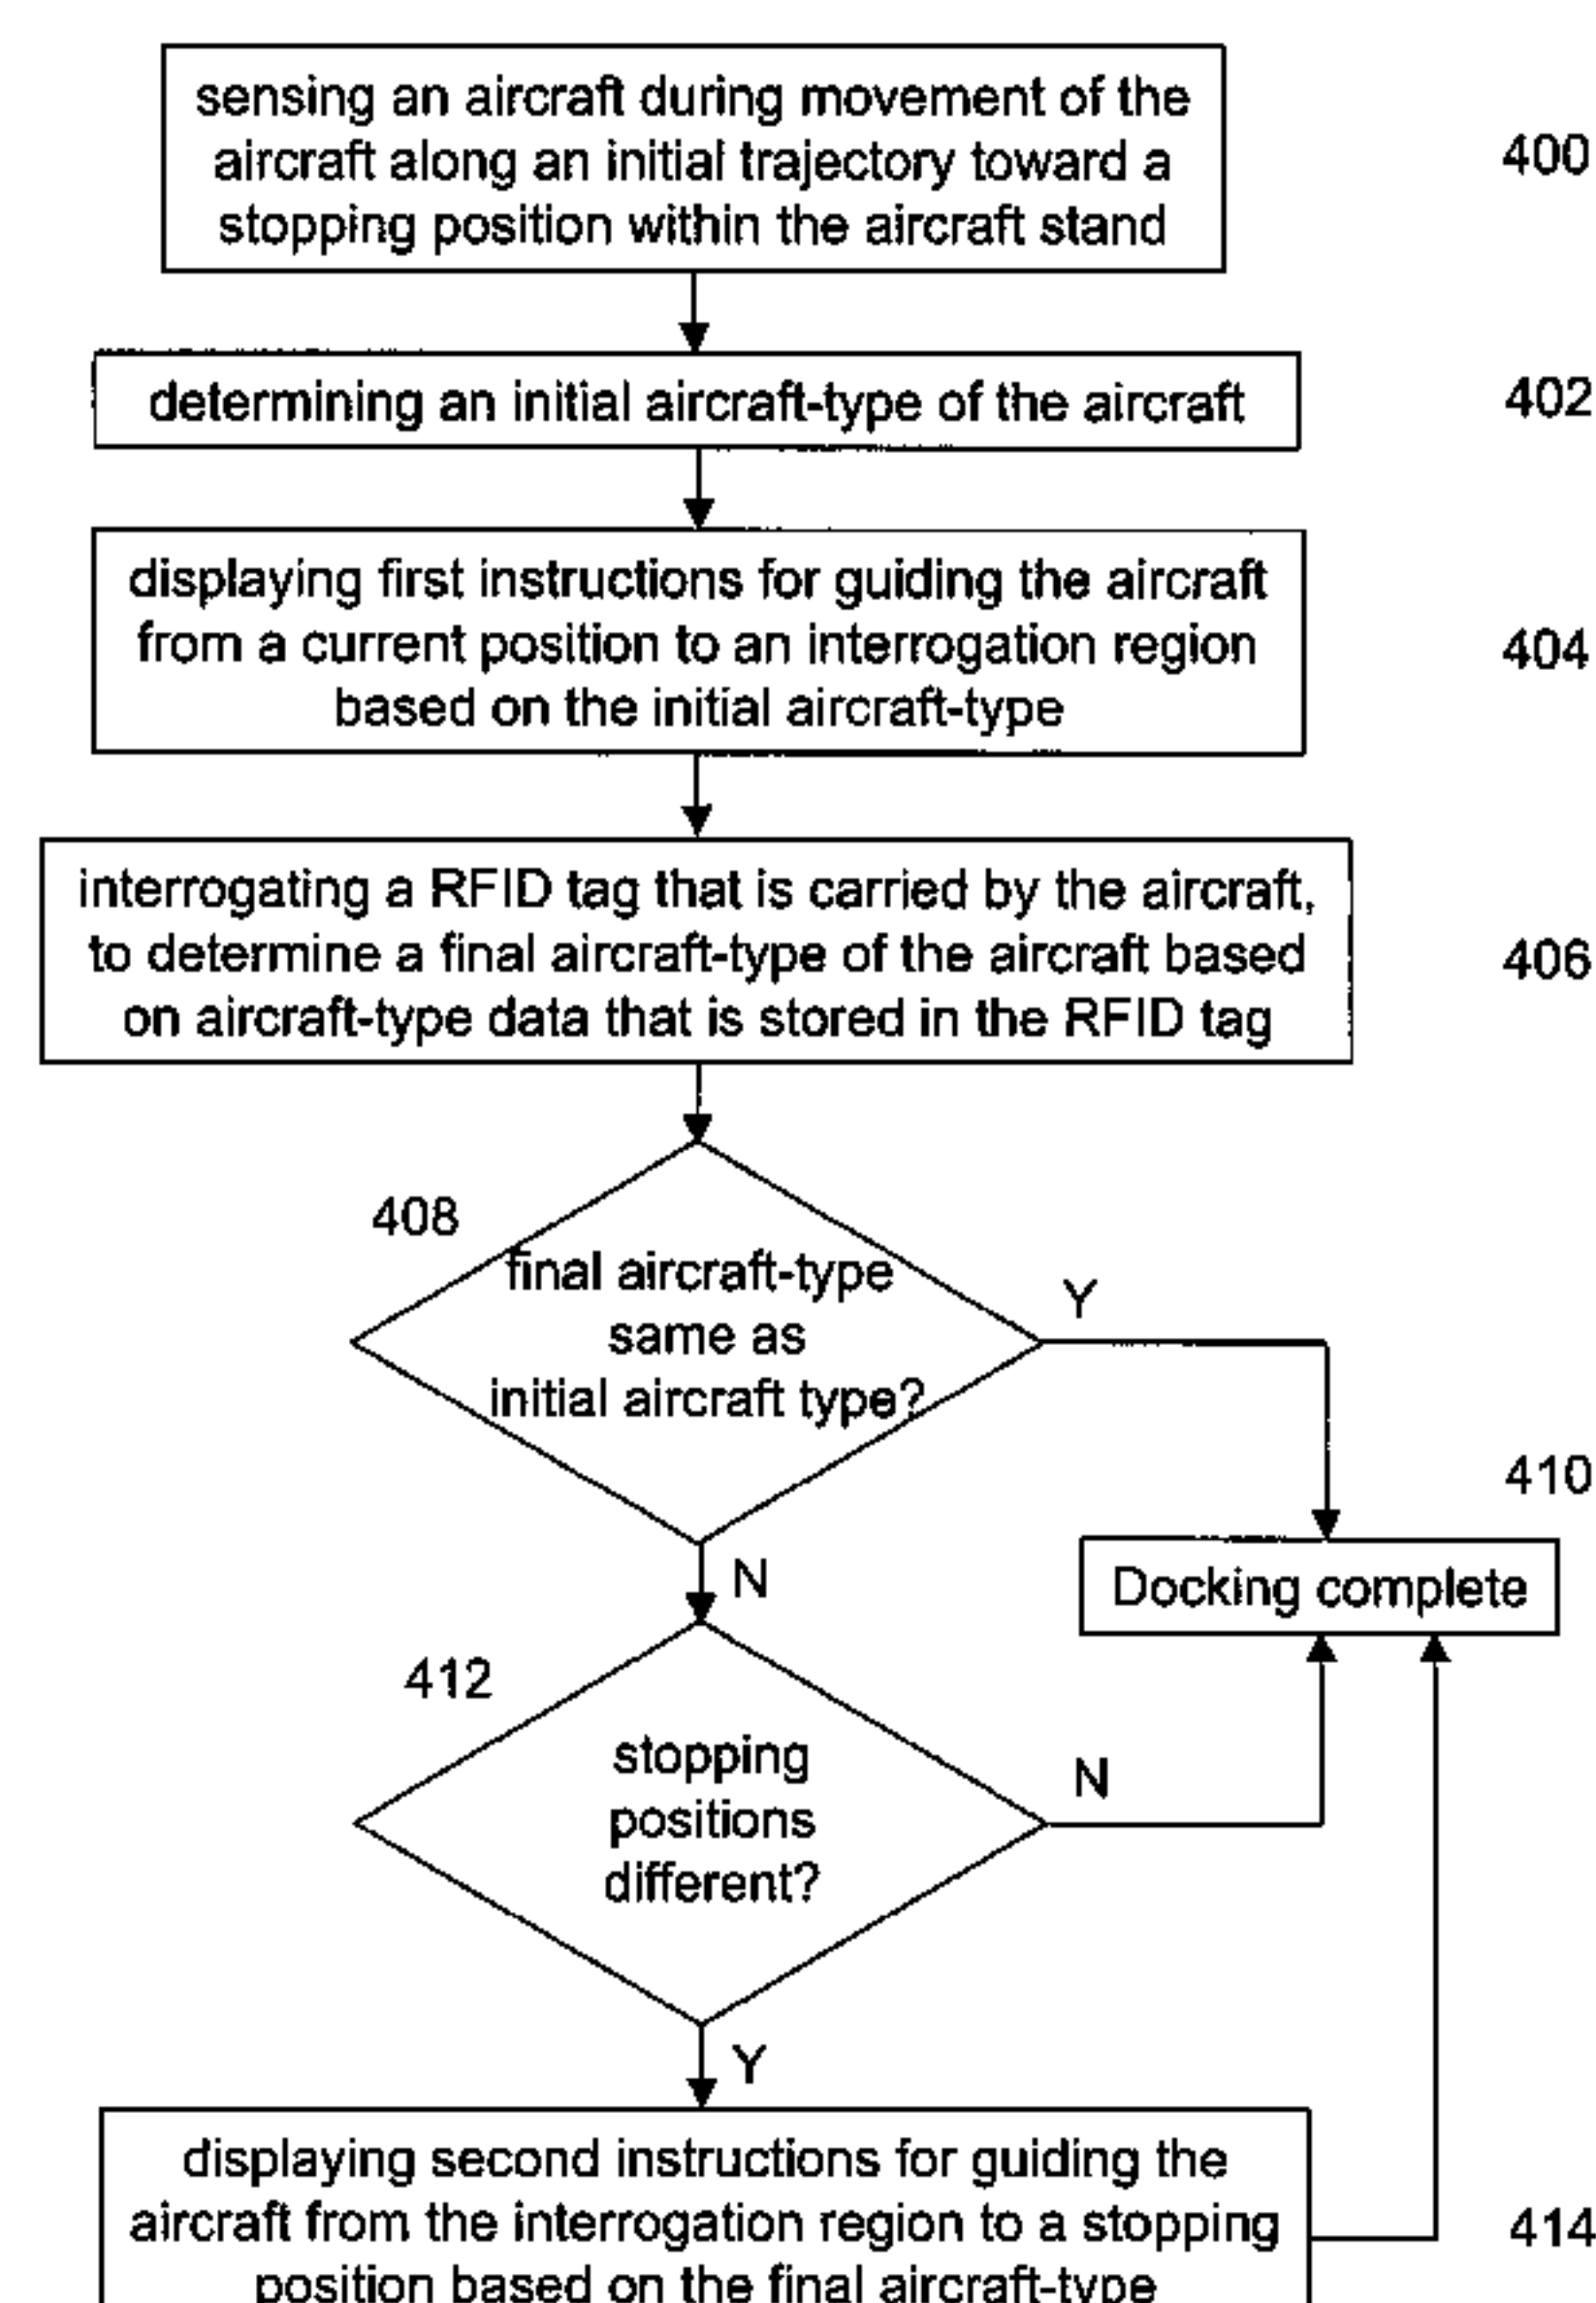 sensing an aircraft during movement of the
aircraft along an initial trajectory toward a
stopping position within the aircraft stand
400
determining an initial aircraft-type of the aircraft
402
displaying first instructions for guiding the aircraft
from a current position to an interrogation region
based on the initial aircraft-type
404
interrogating a RFID tag that is carried by the aircraft,
to determine a final aircraft-type of the aircraft based
on aircraft-type data that is stored in the RFID tag
406
408
final aircraft-type
same as
initial aircraft type?
Y
N
410
Docking complete
412
stopping
positions
different?
N
Y
displaying second instructions for guiding the
aircraft from the interrogation region to a stopping
position based on the final aircraft-type
414